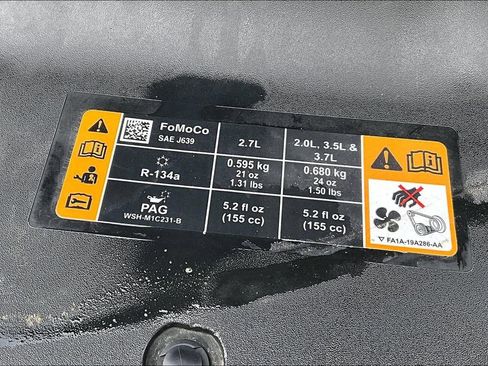 FoMoCo
SAE J639
2.7L
2.0L, 3.5L &
3.7L
R-134a
0.595 kg
21 oz
1.31 lbs
0.680 kg
24 oz
1.50 lbs
PAG
WSH-M1C231-B
5.2 fl oz
(155 cc)
5.2 fl oz
(155 cc)
FA1A-19A286-AA